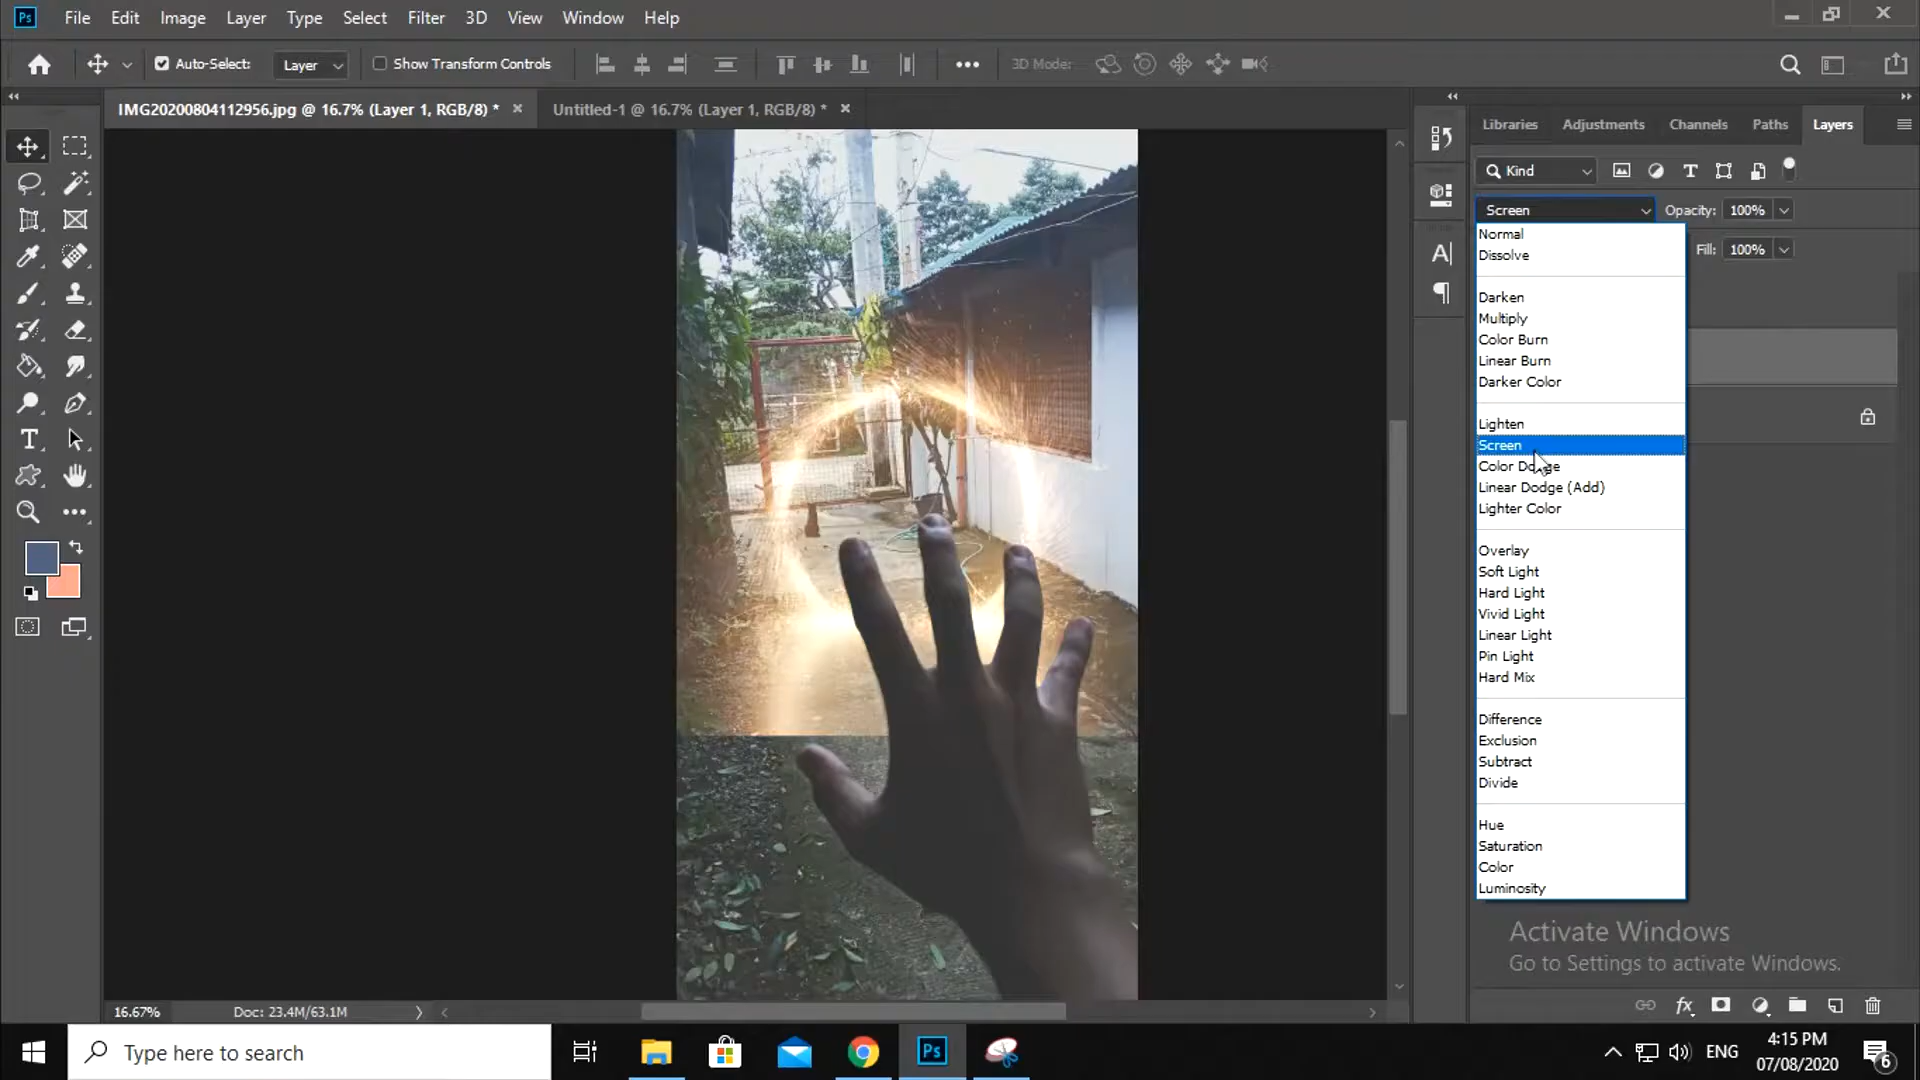 Ps File Edit Image Layer Type Select Filter 3D View Window Help
Auto-Select: Layer Show Transform Controls 3D Mode:
IMG20200804112956.jpg @ 16.7% (Layer 1, RGB/8) * Untitled-1 @ 16.7% (Layer 1, RGB/8) *
Libraries Adjustments Channels Paths Layers
Kind
Screen Opacity: 100%
Fill: 100%
Normal
Dissolve
Darken
Multiply
Color Burn
Linear Burn
Darker Color
Lighten
Screen
Color Dodge
Linear Dodge (Add)
Lighter Color
Overlay
Soft Light
Hard Light
Vivid Light
Linear Light
Pin Light
Hard Mix
Difference
Exclusion
Subtract
Divide
Hue
Saturation
Color
Luminosity
Activate Windows
Go to Settings to activate Windows.
16.67% Doc: 23.4M/63.1M
Type here to search
Ps
ENG
4:15 PM
07/08/2020
6